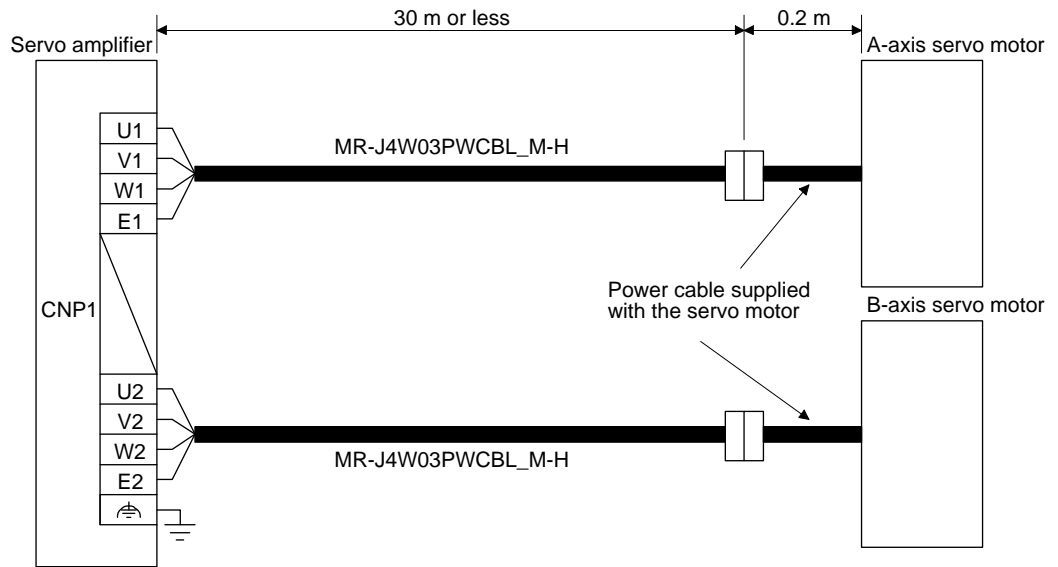 30 m or less
0.2 m
Servo amplifier
A-axis servo motor
U1
V1
W1
E1
MR-J4W03PWCBL_M-H
CNP1
Power cable supplied
with the servo motor
B-axis servo motor
U2
V2
W2
E2
MR-J4W03PWCBL_M-H